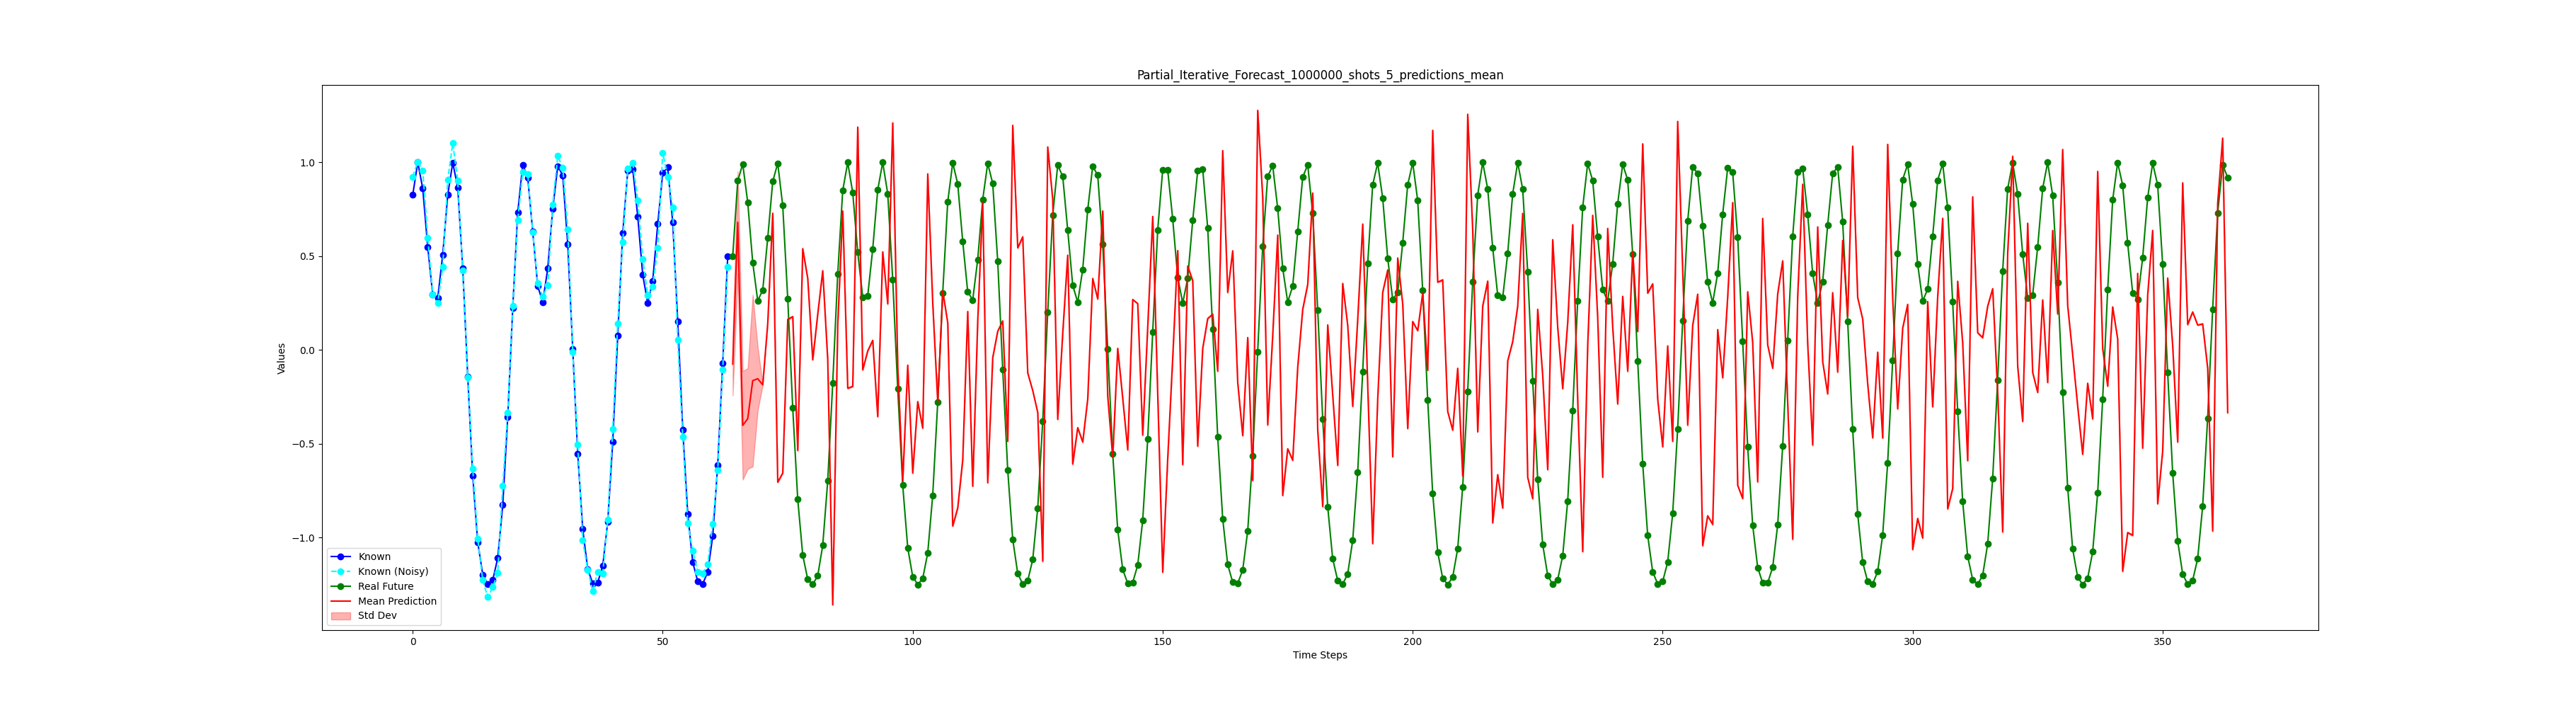 Partial_Iterative_Forecast_1000000_shots_5_predictions_mean
Values
1.0
0.5
0.0
−0.5
−1.0
Known
Known (Noisy)
Real Future
Mean Prediction
Std Dev
0 50 100 150 200 250 300 350
Time Steps